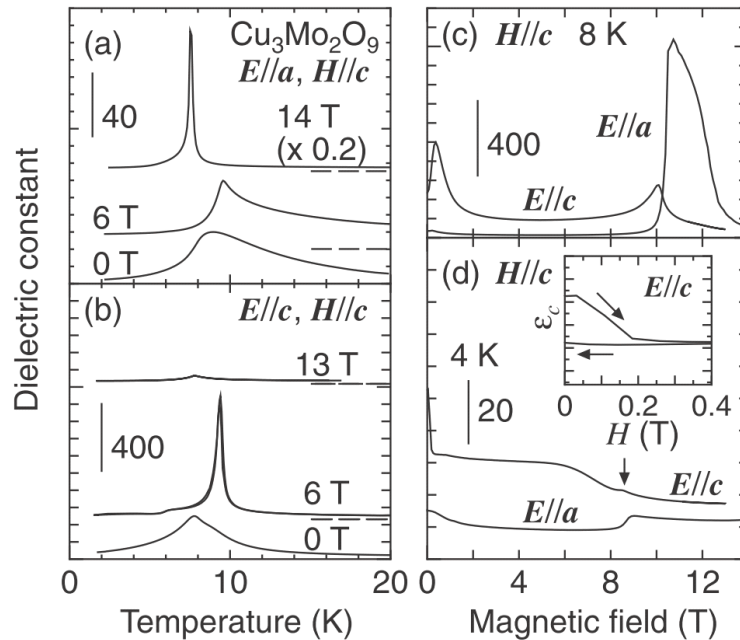 Dielectric constant
(a) Cu₃Mo₂O₉
E//a, H//c
40
14 T
(x 0.2)
6 T
0 T
(b) E//c, H//c
13 T
400
6 T
0 T
0 10 20
Temperature (K)
(c) H//c 8 K
E//a
400
E//c
(d) H//c
E//c
ε_c
0 0.2 0.4
H (T)
4 K
20
E//c
E//a
0 4 8 12
Magnetic field (T)